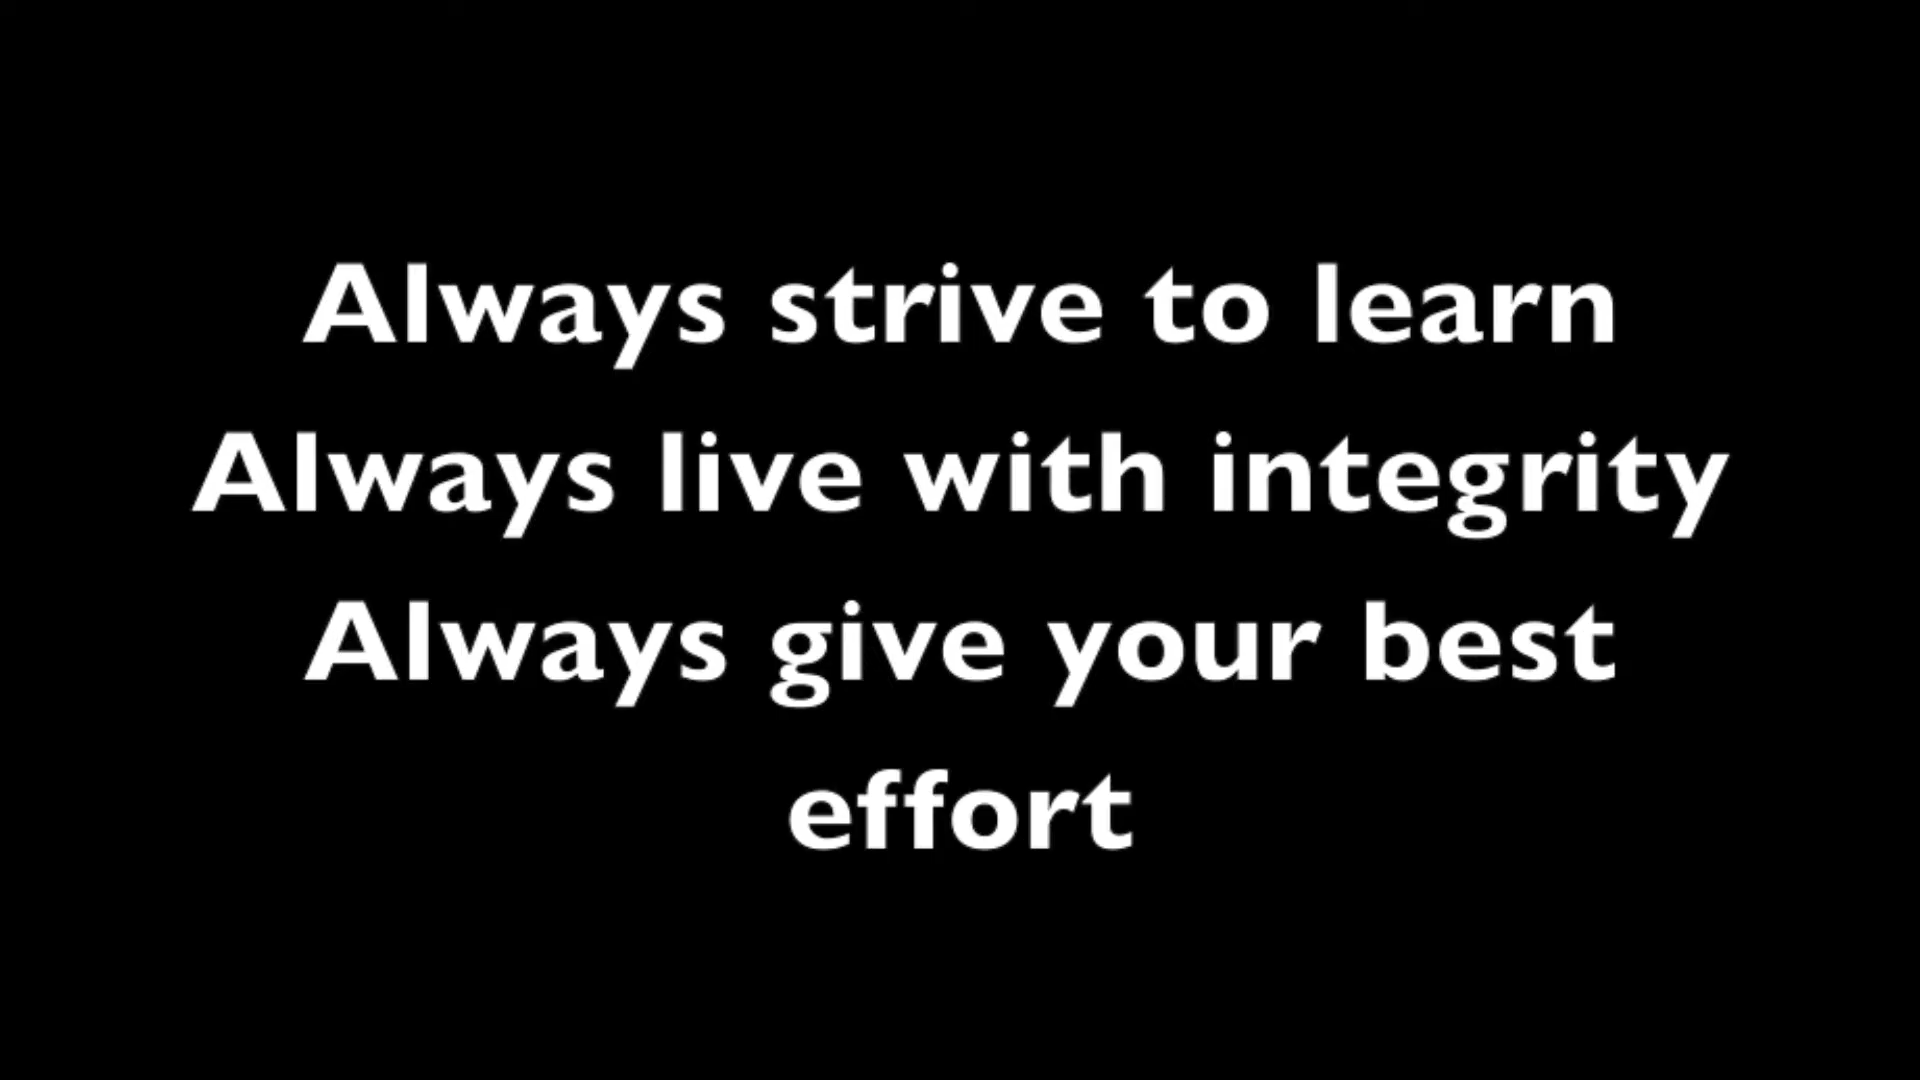 Always strive to learn
Always live with integrity
Always give your best
effort